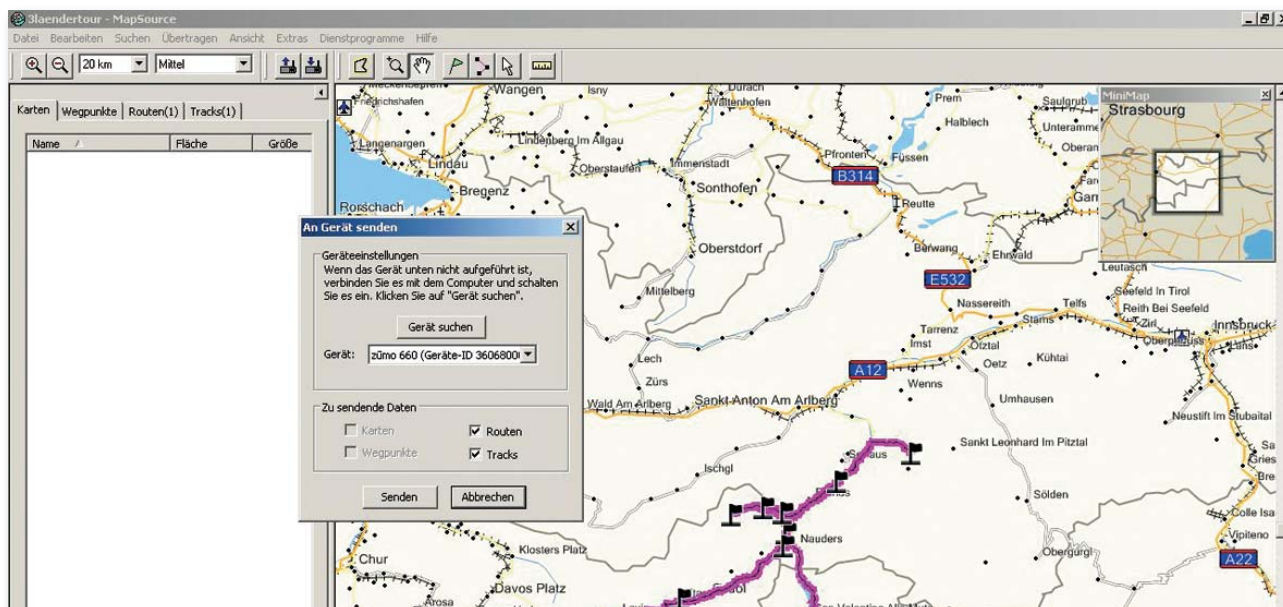 3laendertour - MapSource
Datei Bearbeiten Suchen Übertragen Ansicht Extras Dienstprogramme Hilfe
20 km Mittel
Karten Wegpunkte Routen(1) Tracks(1)
Name Fläche Größe
An Gerät senden
Geräteeinstellungen
Wenn das Gerät unten nicht aufgeführt ist,
verbinden Sie es mit dem Computer und schalten
Sie es ein. Klicken Sie auf "Gerät suchen".
Gerät suchen
Gerät: zūmo 660 (Geräte-ID 3606800
Zu sendende Daten
Karten Routen
Wegpunkte Tracks
Senden Abbrechen
MiniMap
Strasbourg
Wangen
Isny
Durach
Waltenhofen
Prem
Saulgrub
Friedrichshafen
Halblech
Unteramme
Langenargen
Lindenberg Im Allgau
Oberan
Lindau
Oberstaufen
Immenstadt
Pfronten
Füssen
B314
Bregenz
Sonthofen
Rorschach
Reutte
Oberstdorf
Berwang
Ehrwald
Leutasch
E532
Mittelberg
Seefeld In Tirol
Nassereith
Telfs
Reith Bei Seefeld
Stams
Zirl
Innsbruck
Tarrenz
Imst
Ötztal
Lech
A12
Oetz
Kühtai
Zürs
Wenns
Wald Am Arlberg
Sankt Anton Am Arlberg
Umhausen
Neustift Im Stubaital
Sankt Leonhard Im Pitztal
Ischgl
Sölden
Colle Isa
Nauders
Vipiteno
Klosters Platz
Obergurgl
Chur
A22
Davos Platz
Arosa